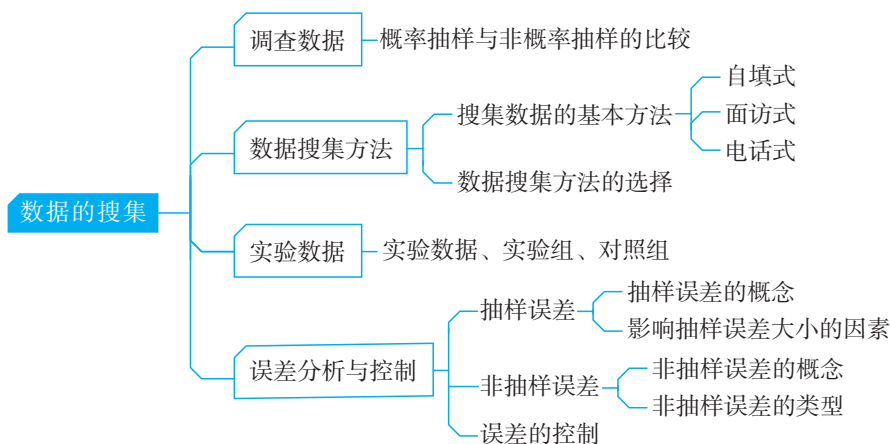 数据的搜集
调查数据
概率抽样与非概率抽样的比较
数据搜集方法
搜集数据的基本方法
自填式
面访式
电话式
数据搜集方法的选择
实验数据
实验数据、实验组、对照组
误差分析与控制
抽样误差
抽样误差的概念
影响抽样误差大小的因素
非抽样误差
非抽样误差的概念
非抽样误差的类型
误差的控制